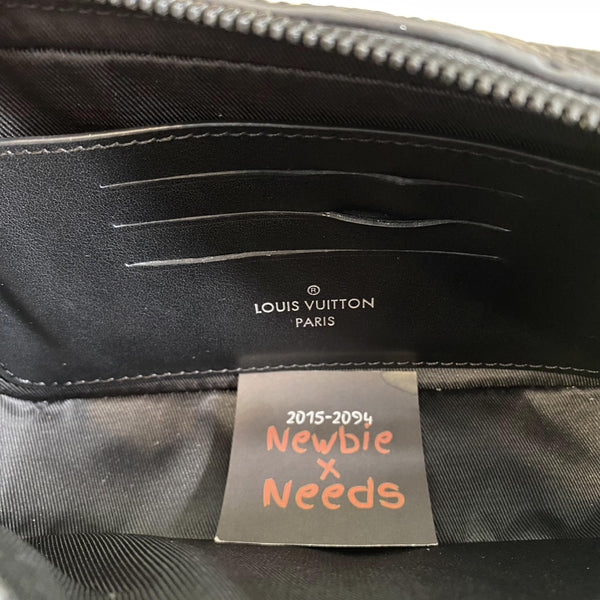 ®
LOUIS VUITTON
PARIS
2015-2094
Newbie
x
Needs